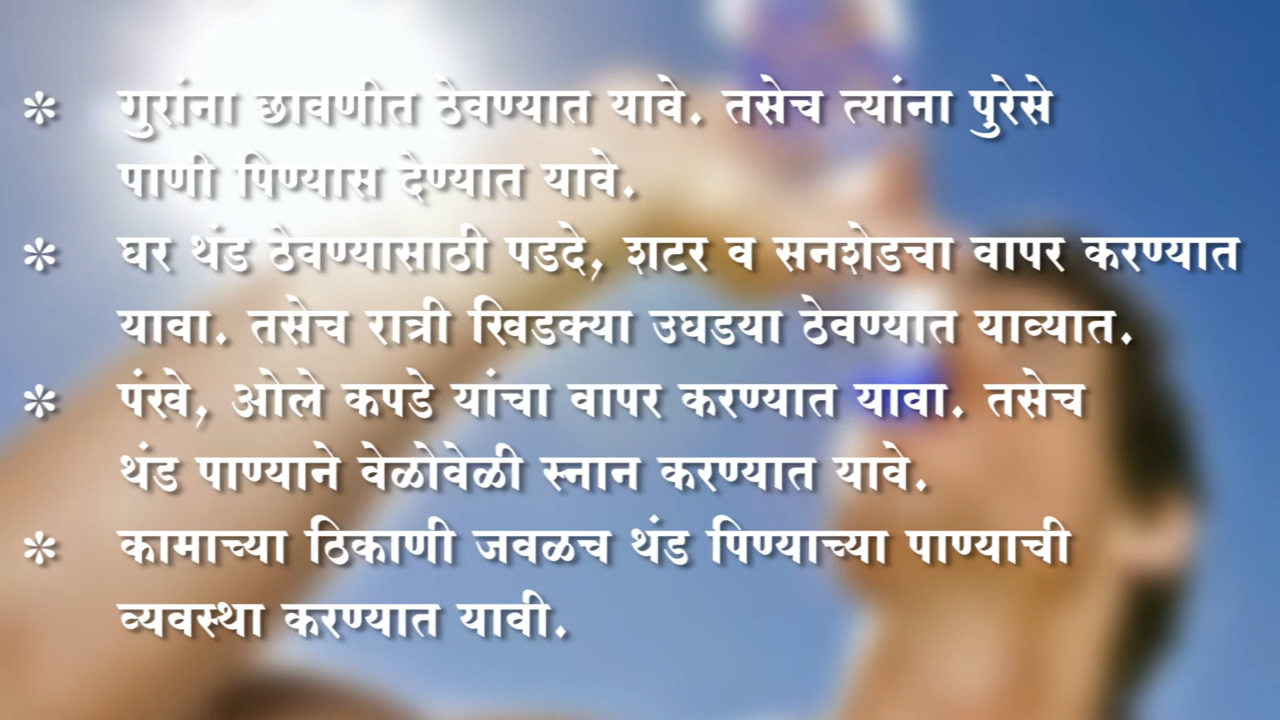 * गुरांना छावणीत ठेवण्यात यावे. तसेच त्यांना पुरेसे
पाणी पिण्यास देण्यात यावे.
* घर थंड ठेवण्यासाठी पडदे, शटर व सनशेडचा वापर करण्यात
यावा. तसेच रात्री खिडक्या उघडया ठेवण्यात याव्यात.
* पंखे, ओले कपडे यांचा वापर करण्यात यावा. तसेच
थंड पाण्याने वेळोवेळी स्नान करण्यात यावे.
* कामाच्या ठिकाणी जवळच थंड पिण्याच्या पाण्याची
व्यवस्था करण्यात यावी.